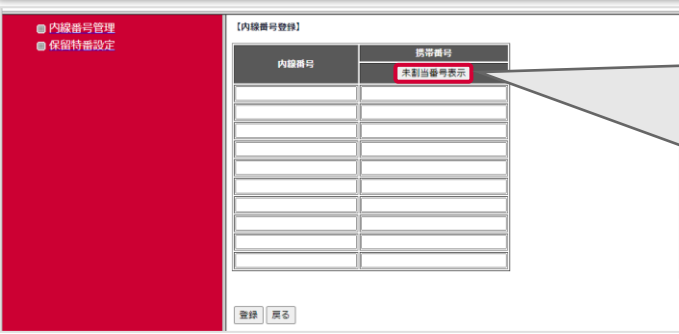 内線番号管理
保留特番設定
【内線番号登録】
内線番号
携帯番号
未割当番号表示
登録 戻る